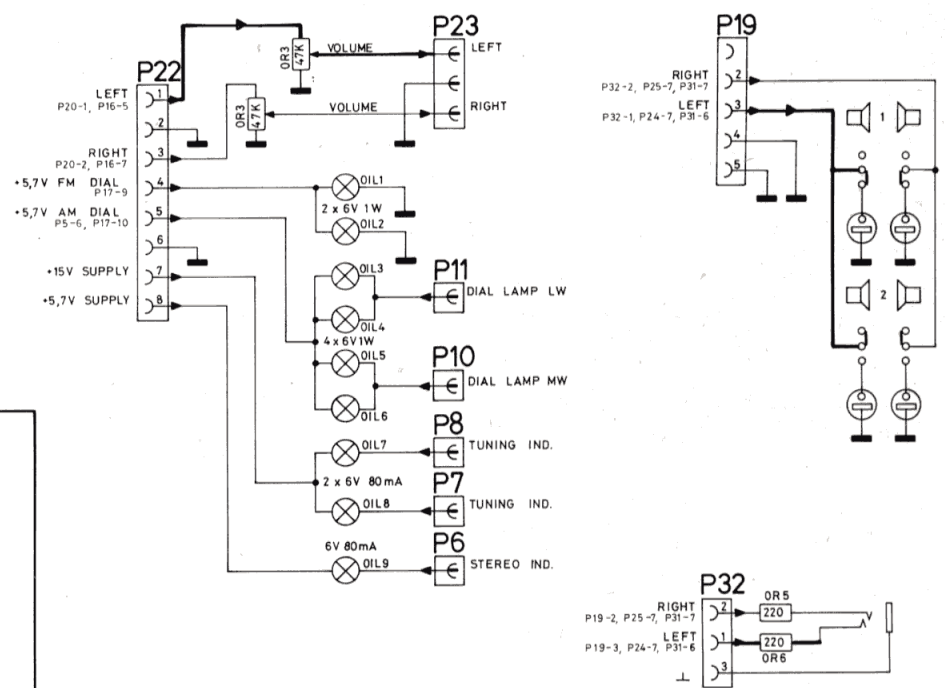 P22
LEFT
P20-1, P16-5
1
2
RIGHT
P20-2, P16-7
3
+5,7V FM DIAL
P17-9
4
+5,7V AM DIAL
P5-6, P17-10
5
6
+15V SUPPLY
7
+5,7V SUPPLY
8
0R3
47K
VOLUME
0R3
47K
VOLUME
P23
LEFT
RIGHT
0IL1
2 x 6V 1W
0IL2
0IL3
0IL4
4 x 6V1W
0IL5
0IL6
P11
DIAL LAMP LW
P10
DIAL LAMP MW
0IL7
2 x 6V 80mA
0IL8
P8
TUNING IND.
P7
TUNING IND.
6V 80mA
0IL9
P6
STEREO IND.
P19
RIGHT
P32-2, P25-7, P31-7
2
LEFT
P32-1, P24-7, P31-6
3
4
5
1
2
P32
RIGHT
P19-2, P25-7, P31-7
2
LEFT
P19-3, P24-7, P31-6
1
3
0R5
220
220
0R6